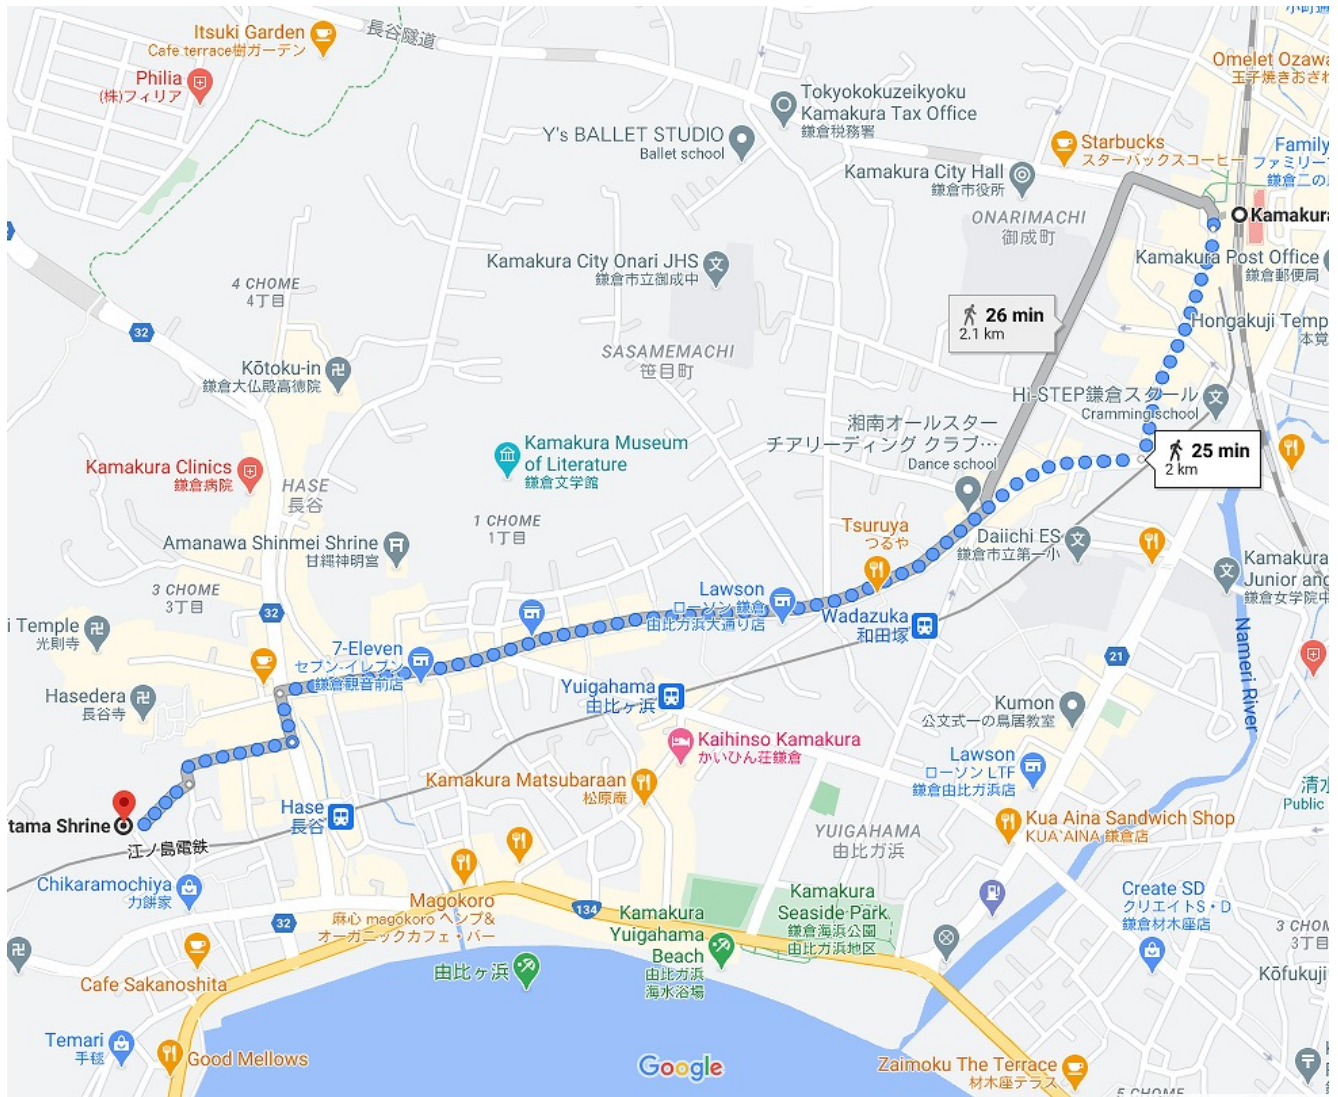 小町通
Itsuki Garden
Cafe terrace樹ガーデン
長谷隧道
Philia
(株)フィリア
Omelet Ozawa
玉子焼きおざわ
Tokyokokuzeikyoku
Kamakura Tax Office
鎌倉税務署
Y's BALLET STUDIO
Ballet school
Starbucks
スターバックスコーヒー
Family
ファミリーマ
鎌倉二の鳥
Kamakura City Hall
鎌倉市役所
ONARIMACHI
御成町
Kamakura
Kamakura City Onari JHS
鎌倉市立御成中
Kamakura Post Office
鎌倉郵便局
4 CHOME
4丁目
32
26 min
2.1 km
Hongakuji Temp
本覚
SASAMEMACHI
笹目町
Kōtoku-in
鎌倉大仏殿高徳院
Hi-STEP鎌倉スクール
Cramming school
湘南オールスター
チアリーディング クラブ…
Dance school
Kamakura Museum
of Literature
鎌倉文学館
25 min
2 km
Kamakura Clinics
鎌倉病院
HASE
長谷
1 CHOME
1丁目
Tsuruya
つるや
Daiichi ES
鎌倉市立第一小
Amanawa Shinmei Shrine
甘縄神明宮
Kamakura
Junior and
鎌倉女学院中
3 CHOME
3丁目
32
Lawson
ローソン 鎌倉
由比ガ浜大通り店
Wadazuka
和田塚
i Temple
光則寺
7-Eleven
セブン-イレブン
鎌倉観音前店
21
Nameri River
Hasedera
長谷寺
Yuigahama
由比ヶ浜
Kumon
公文式一の鳥居教室
Kaihinso Kamakura
かいひん荘鎌倉
Lawson
ローソン LTF
鎌倉由比ガ浜店
Kamakura Matsubaraan
松原庵
清水
Public
Hase
長谷
tama Shrine
江ノ島電鉄
Kua Aina Sandwich Shop
KUA`AINA 鎌倉店
YUIGAHAMA
由比ガ浜
Chikaramochiya
力餅家
Magokoro
麻心 magokoro ヘンプ&
オーガニックカフェ・バー
134
32
Kamakura
Seaside Park
鎌倉海浜公園
由比ガ浜地区
Create SD
クリエイトS・D
鎌倉材木座店
Kamakura
Yuigahama
Beach
由比ガ浜
海水浴場
3 CHOM
3丁目
由比ヶ浜
Kōfukuji
Cafe Sakanoshita
Temari
手毬
Good Mellows
Google
Zaimoku The Terrace
材木座テラス
5 CHOME